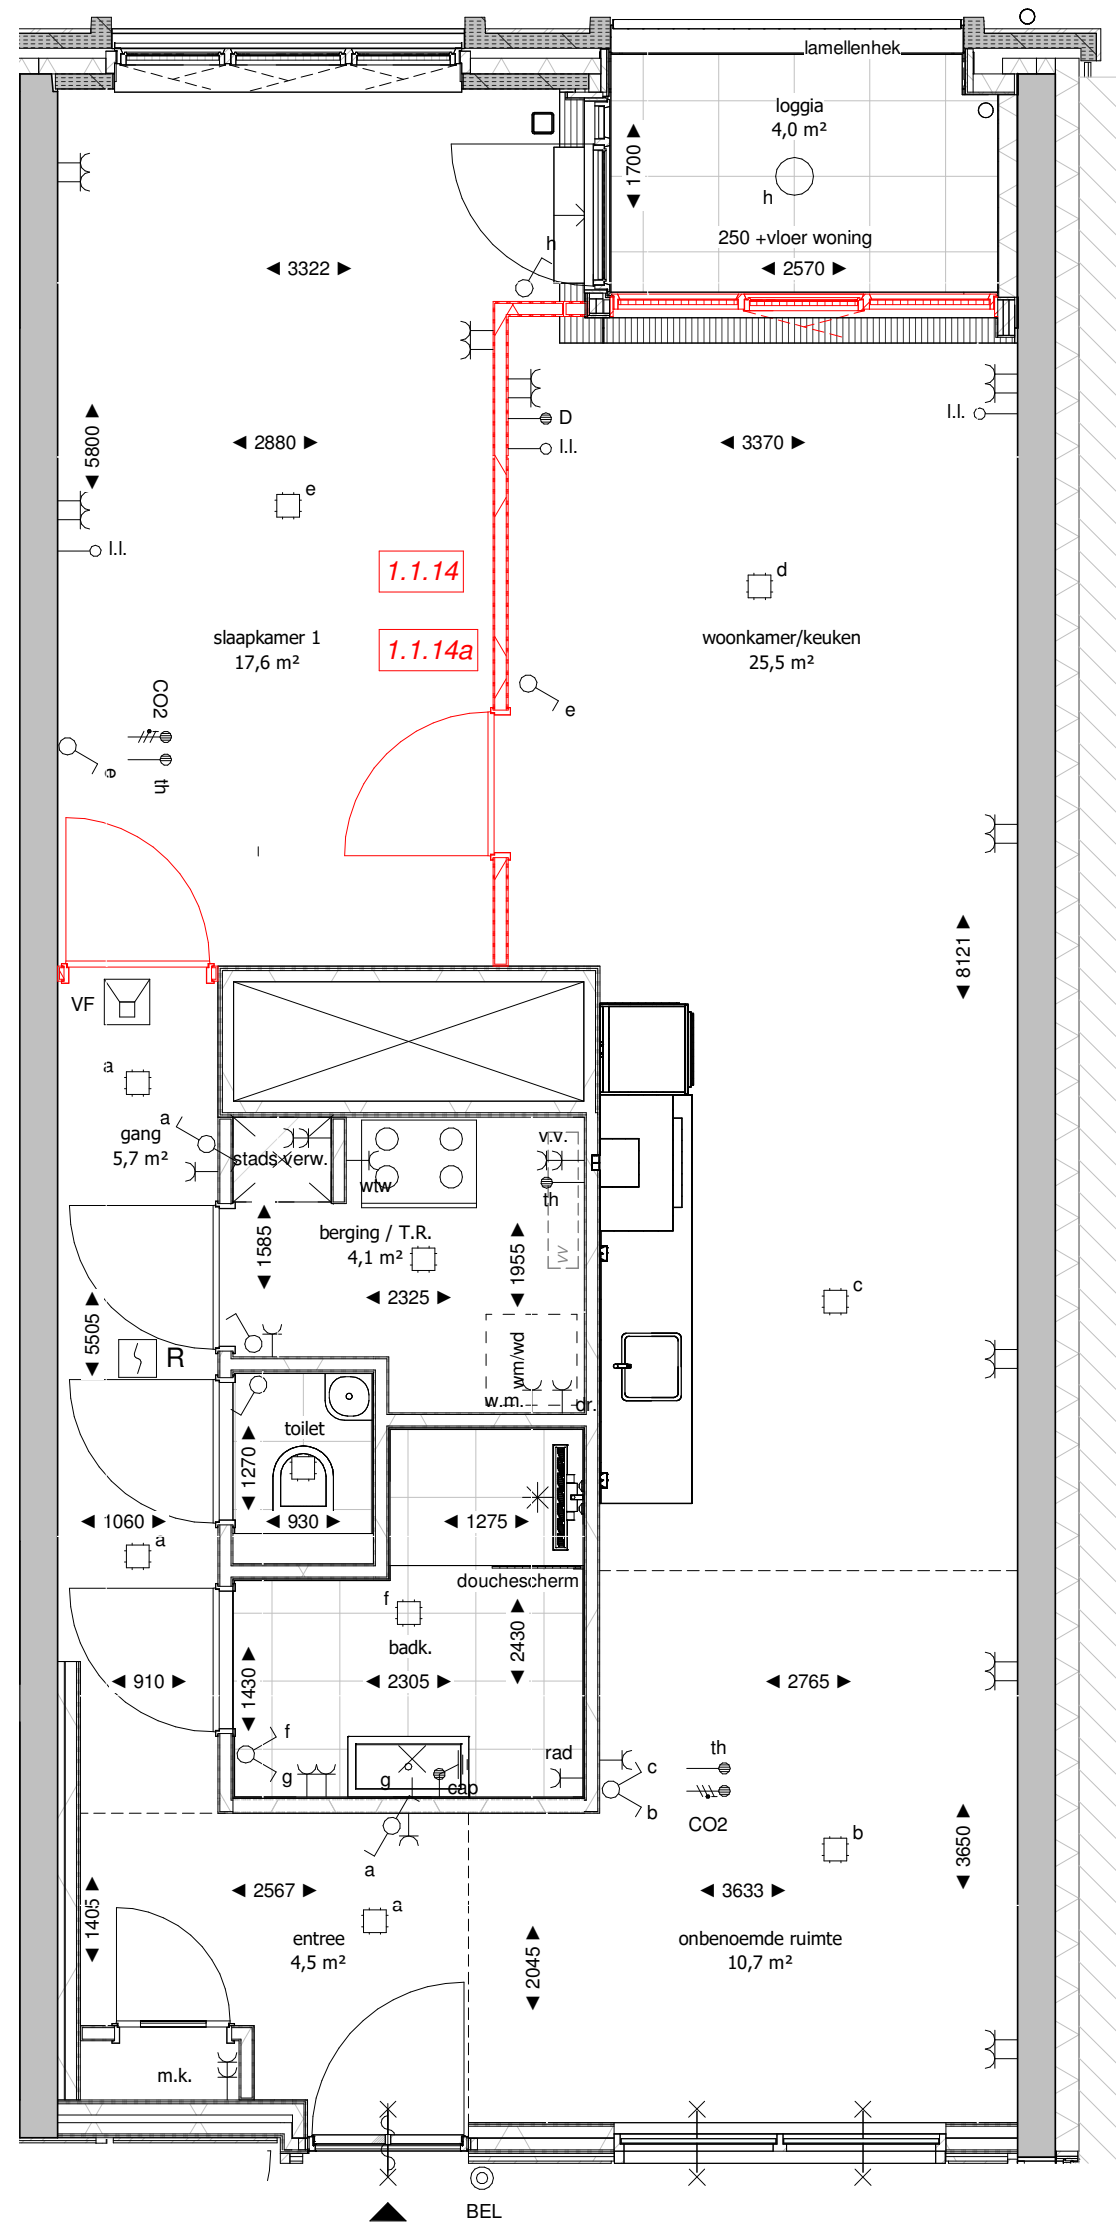 lamellenhek
loggia
4,0 m²
1700
h
250 +vloer woning
2570
h
3322
5800
2880
3370
D
l.l.
l.l.
e
l.l.
1.1.14
d
slaapkamer 1
17,6 m²
1.1.14a
woonkamer/keuken
25,5 m²
CO2
e
e
th
8121
VF
a
a
gang
5,7 m²
stads verw.
wtw
v.v.
th
berging / T.R.
4,1 m²
1585
1955
vv
2325
c
5505
R
wm/wd
w.m.
dr.
toilet
1270
1060
930
1275
a
douchescherm
f
badk.
2430
910
1430
2305
2765
f
g
g
cap
rad
c
b
th
CO2
a
b
3650
1405
2567
a
3633
entree
4,5 m²
2045
onbenoemde ruimte
10,7 m²
m.k.
BEL